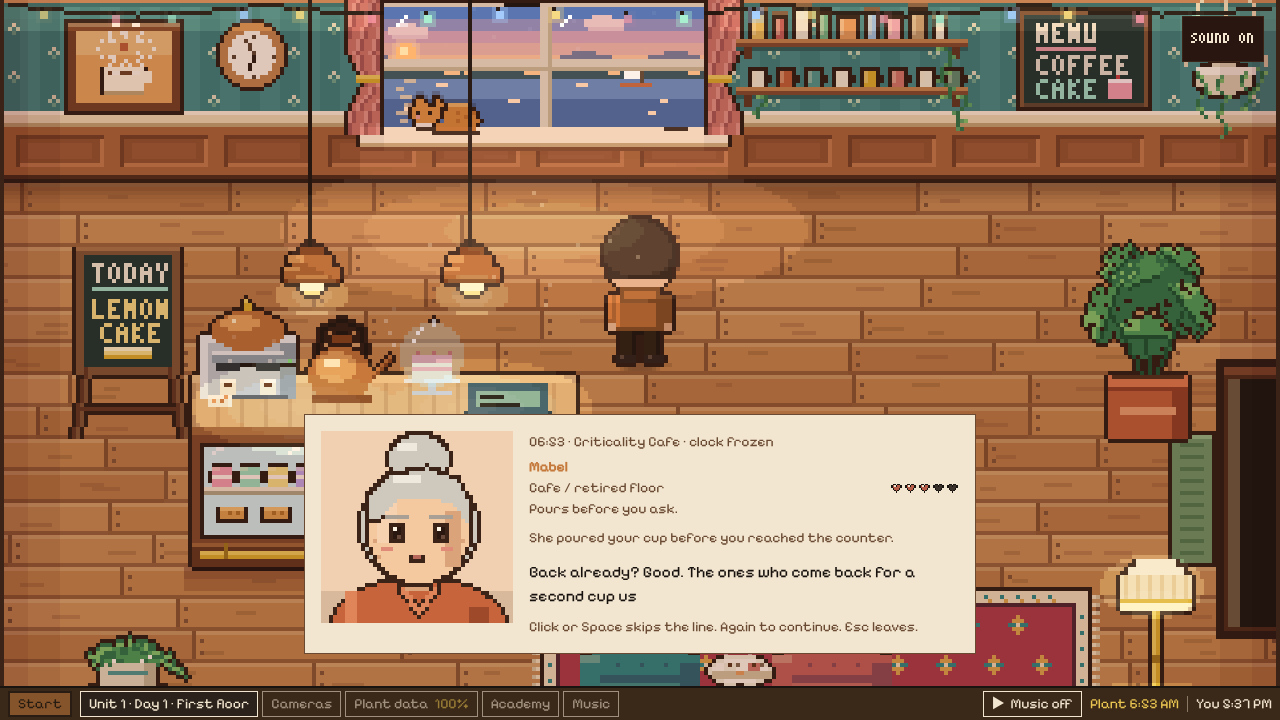 MENU
COFFEE
CAKE
SOUND ON
TODAY
LEMON
CAKE
06:53 · Criticality Cafe · clock frozen
Mabel
Cafe / retired floor
Pours before you ask.
She poured your cup before you reached the counter.
Back already? Good. The ones who come back for a
second cup us
Click or Space skips the line. Again to continue. Esc leaves.
Start
Unit 1 · Day 1 · First floor
Cameras
Plant data 100%
Academy
Music
Music off
Plant 6:53 AM
You 8:37 PM